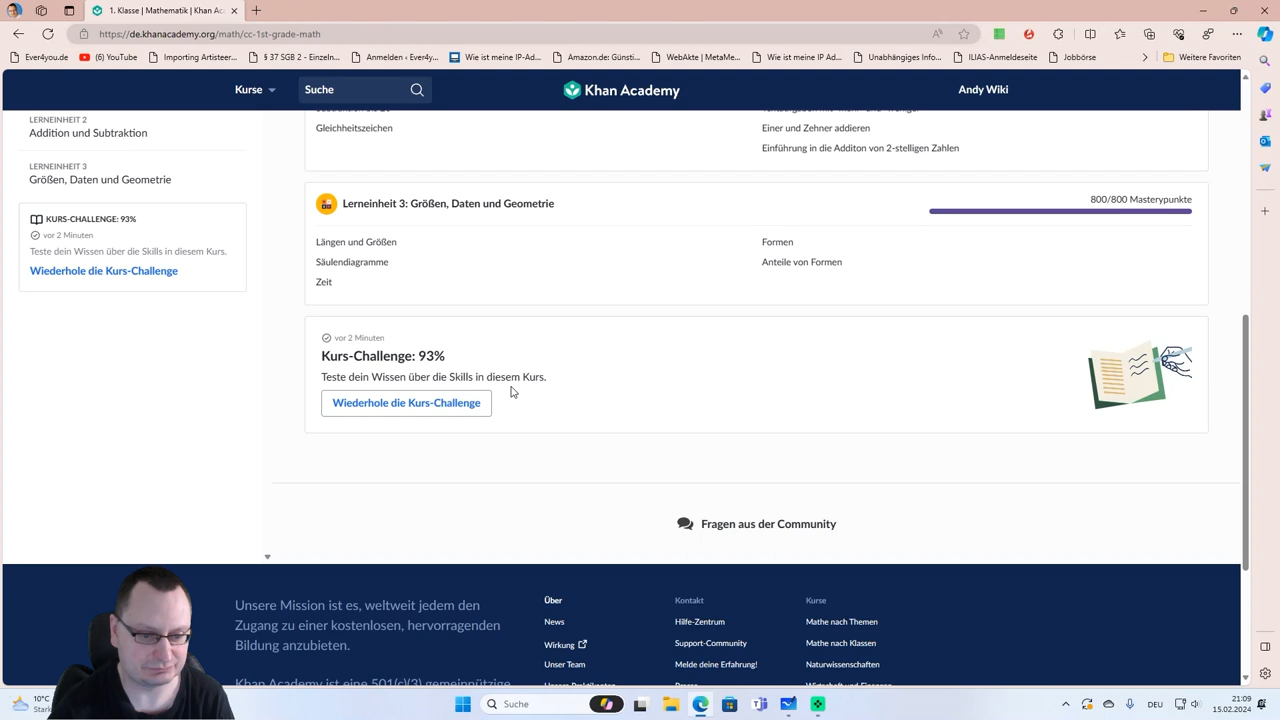 1. Klasse | Mathematik | Khan Ac
https://de.khanacademy.org/math/cc-1st-grade-math
Ever4you.de
(6) YouTube
Importing Artisteer...
§ 37 SGB 2 - Einzeln...
Anmelden ‹ Ever4y...
Wie ist meine IP-Ad...
Amazon.de: Günsti...
Wie ist meine IP-Ad...
Unabhängiges Infor...
ILIAS-Anmeldeseite
Jobbörse
Weitere Favoriten
Kurse
Suche
Khan Academy
Andy Wiki
LERNEINHEIT 2
Addition und Subtraktion
LERNEINHEIT 3
Größen, Daten und Geometrie
KURS-CHALLENGE: 93%
vor 2 Minuten
Teste dein Wissen über die Skills in diesem Kurs.
Wiederhole die Kurs-Challenge
Gleichheitszeichen
Einer und Zehner addieren
Einführung in die Additon von 2-stelligen Zahlen
Lerneinheit 3: Größen, Daten und Geometrie
800/800 Masterypunkte
Längen und Größen
Säulendiagramme
Zeit
Formen
Anteile von Formen
vor 2 Minuten
Kurs-Challenge: 93%
Teste dein Wissen über die Skills in diesem Kurs.
Wiederhole die Kurs-Challenge
Fragen aus der Community
Unsere Mission ist es, weltweit jedem den
Zugang zu einer kostenlosen, hervorragenden
Bildung anzubieten.
Khan Academy ist eine 501(c)(3) gemeinnützige
Über
News
Wirkung
Unser Team
Kontakt
Hilfe-Zentrum
Support-Community
Melde deine Erfahrung!
Kurse
Mathe nach Themen
Mathe nach Klassen
Naturwissenschaften
10°C
Stark
Suche
DEU
21:09
15.02.2024